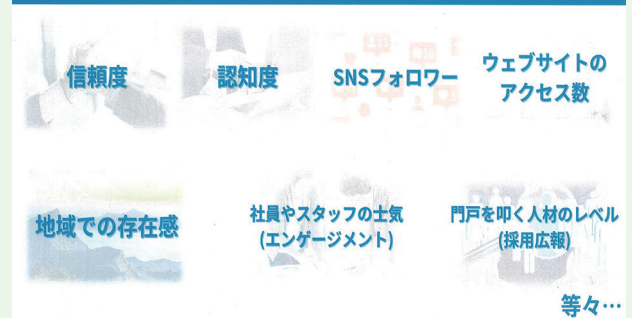 信頼度
認知度
SNSフォロワー
ウェブサイトの
アクセス数
地域での存在感
社員やスタッフの士気
(エンゲージメント)
門戸を叩く人材のレベル
(採用広報)
等々…